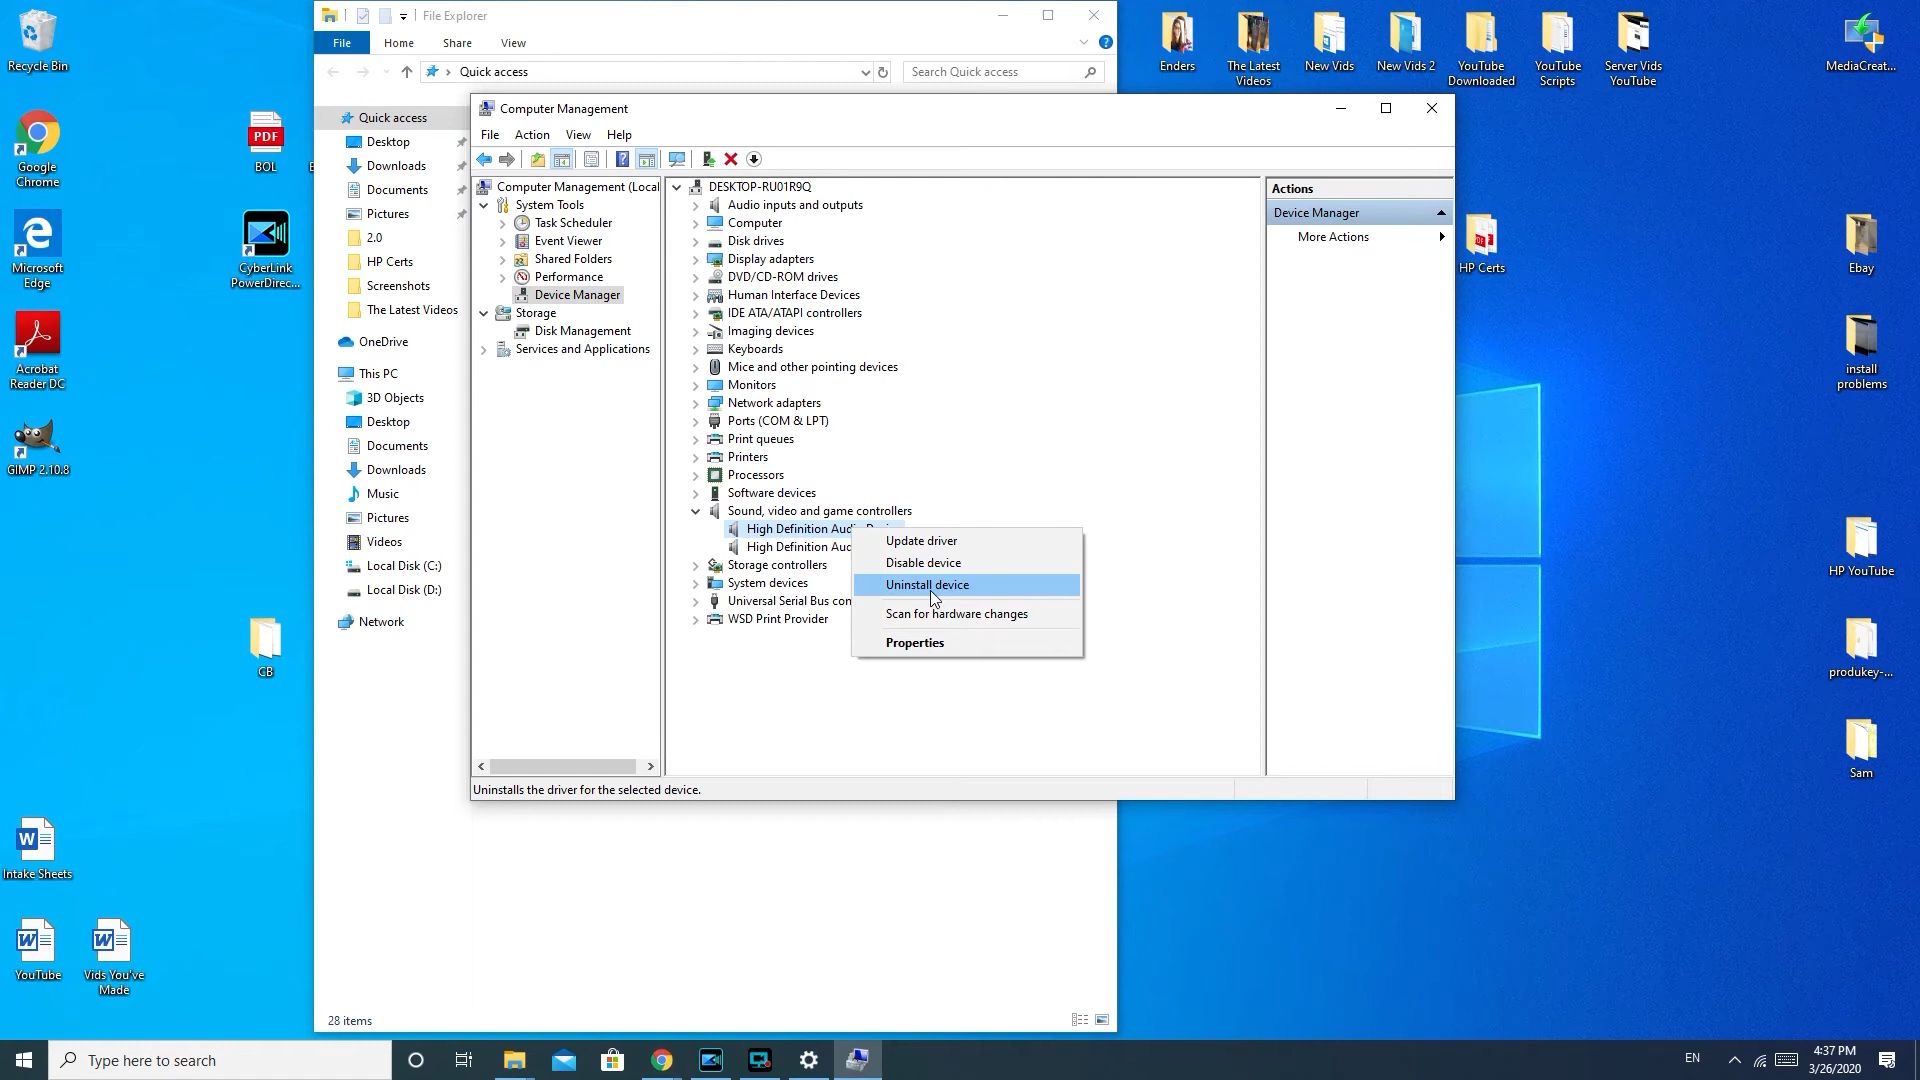 Recycle Bin
Google
Chrome
Microsoft
Edge
Acrobat
Reader DC
GIMP 2.10.8
Intake Sheets
YouTube
Vids You've
Made
PDF
BOL
CyberLink
PowerDirec...
CB
File Explorer
File
Home
Share
View
Quick access
Search Quick access
Quick access
Desktop
Downloads
Documents
Pictures
2.0
HP Certs
Screenshots
The Latest Videos
OneDrive
This PC
3D Objects
Desktop
Documents
Downloads
Music
Pictures
Videos
Local Disk (C:)
Local Disk (D:)
Network
28 items
Computer Management
File
Action
View
Help
Computer Management (Local
System Tools
Task Scheduler
Event Viewer
Shared Folders
Performance
Device Manager
Storage
Disk Management
Services and Applications
DESKTOP-RU01R9Q
Audio inputs and outputs
Computer
Disk drives
Display adapters
DVD/CD-ROM drives
Human Interface Devices
IDE ATA/ATAPI controllers
Imaging devices
Keyboards
Mice and other pointing devices
Monitors
Network adapters
Ports (COM & LPT)
Print queues
Printers
Processors
Software devices
Sound, video and game controllers
High Definition Audio Device
High Definition Aud
Storage controllers
System devices
Universal Serial Bus con
WSD Print Provider
Update driver
Disable device
Uninstall device
Scan for hardware changes
Properties
Actions
Device Manager
More Actions
Uninstalls the driver for the selected device.
Enders
The Latest
Videos
New Vids
New Vids 2
YouTube
Downloaded
YouTube
Scripts
Server Vids
YouTube
MediaCreat...
HP Certs
Ebay
install
problems
HP YouTube
produkey-...
Sam
Type here to search
EN
4:37 PM
3/26/2020